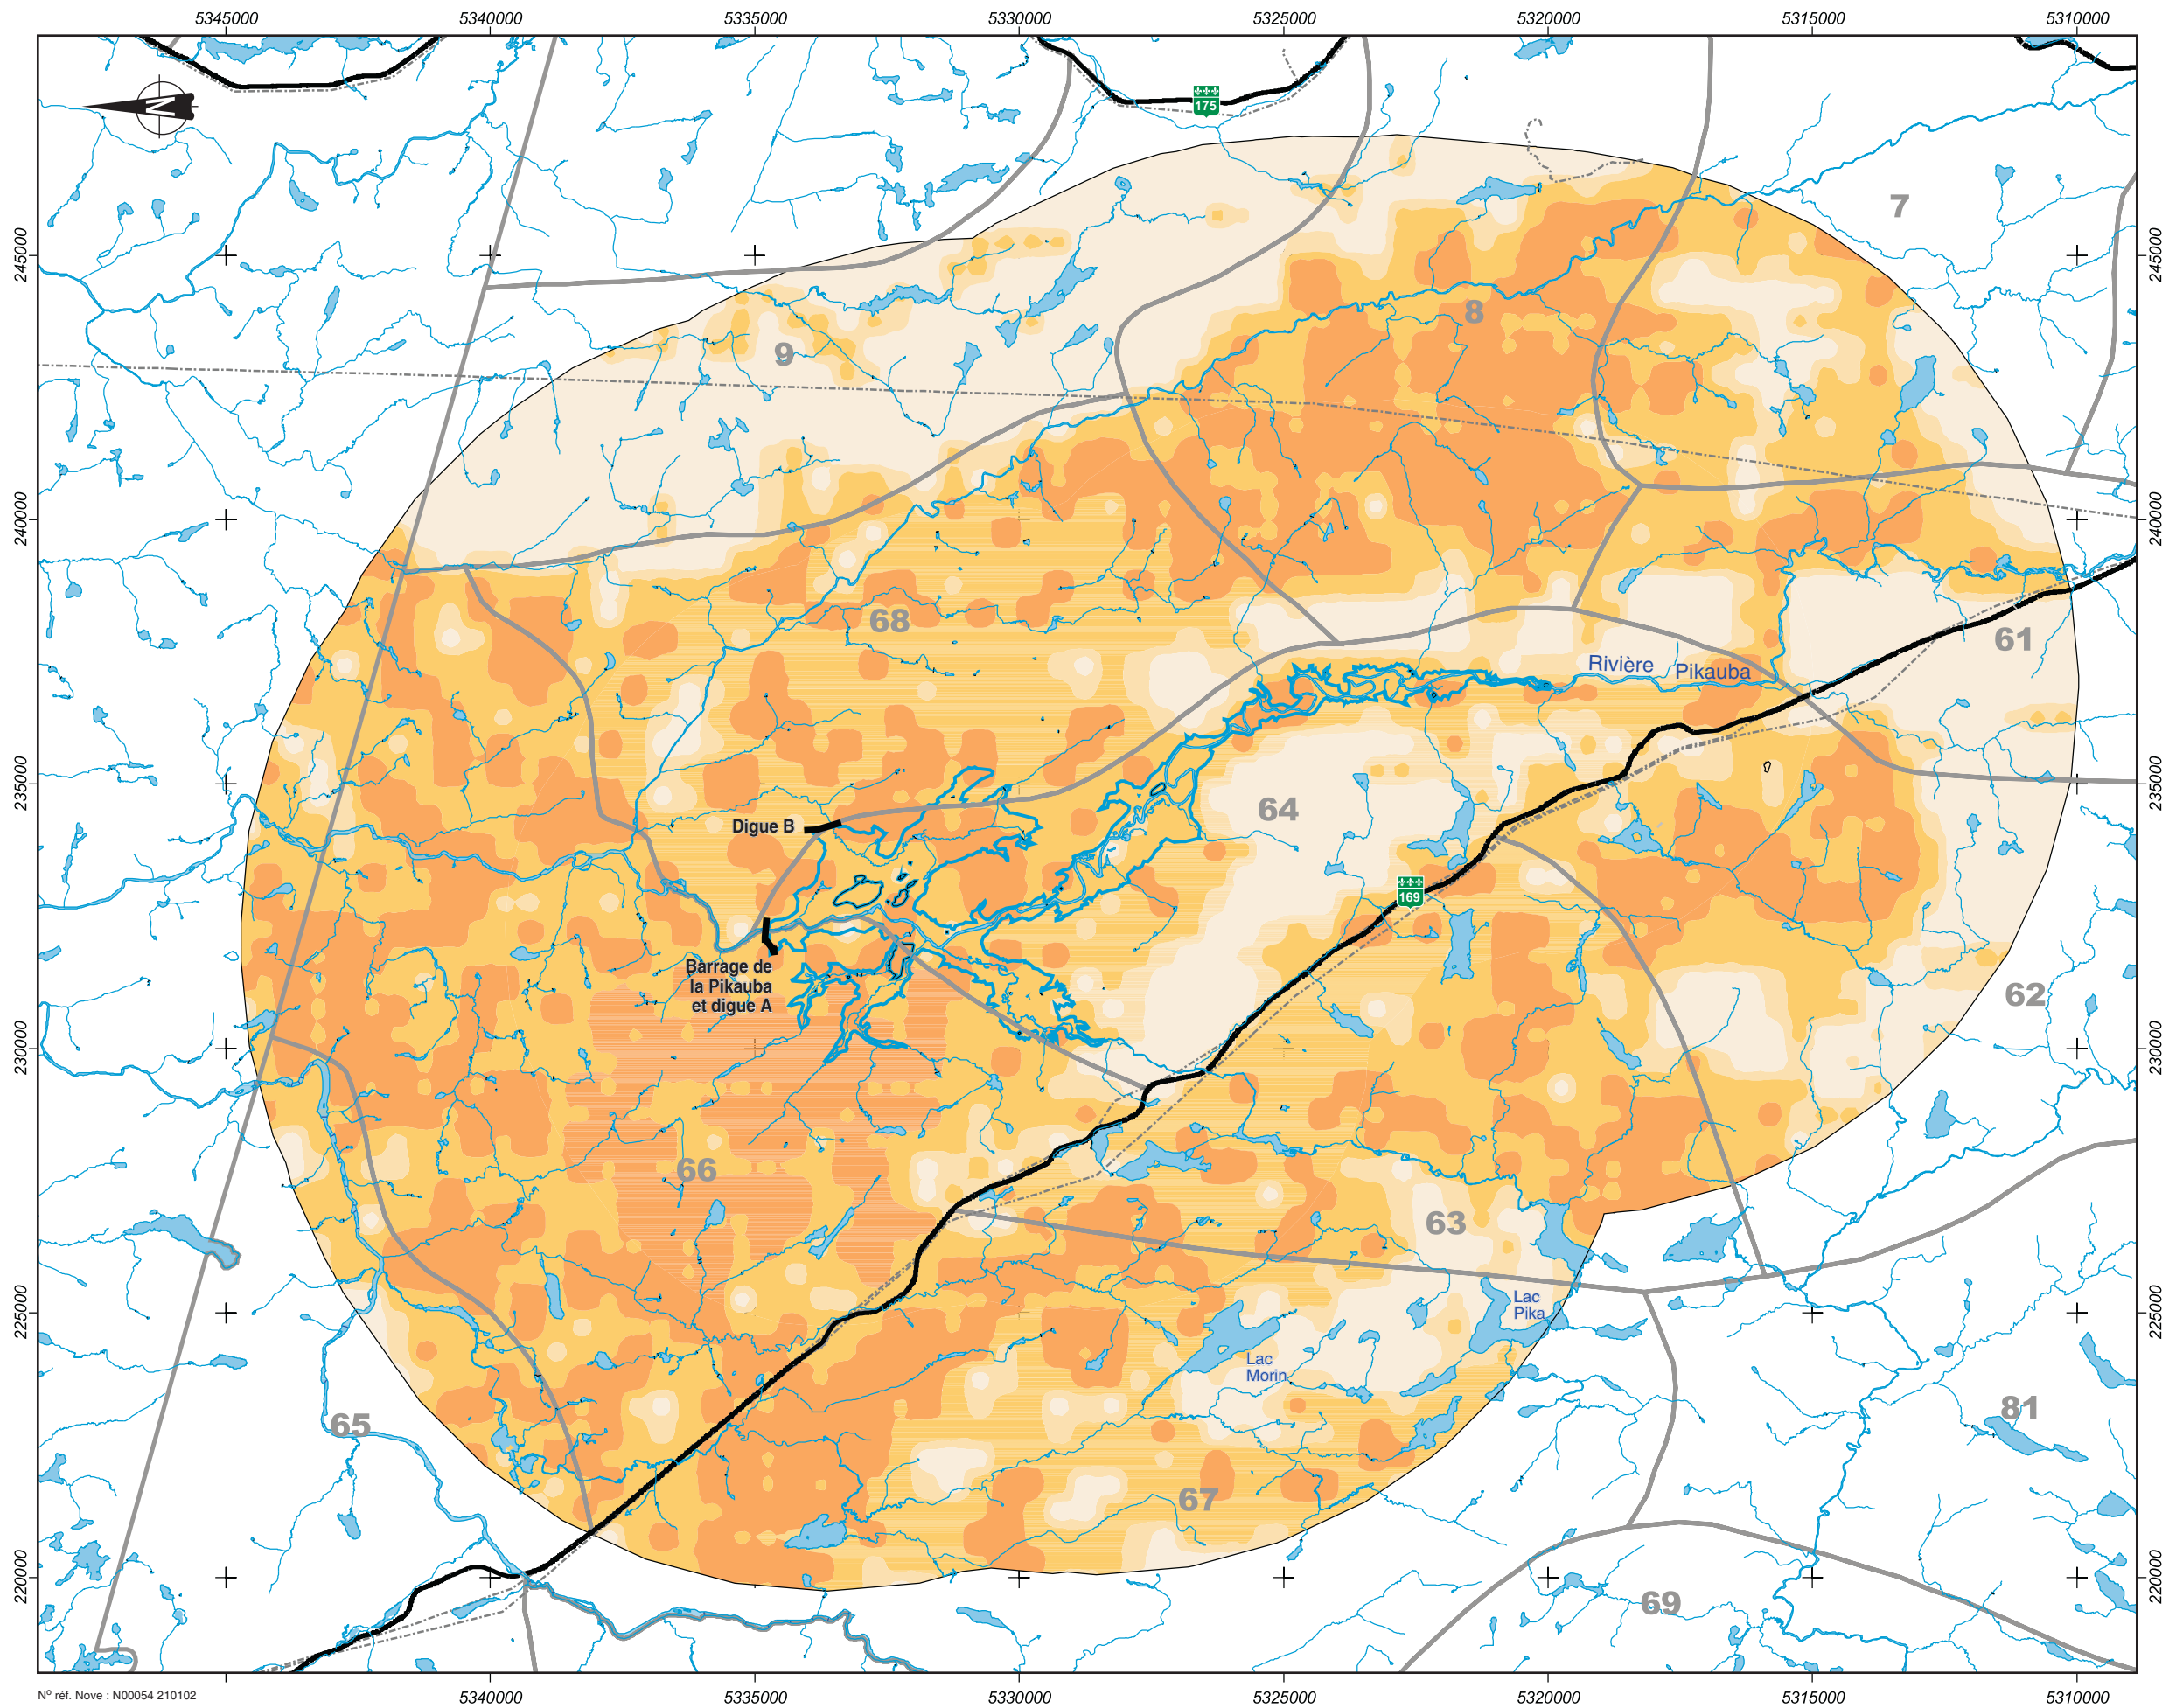 5345000 5340000 5335000 5330000 5325000 5320000 5315000 5310000
N
175
7
245000
245000
8
9
240000
240000
68
61
Rivière Pikauba
235000
235000
64
Digue B
169
Barrage de
la Pikauba
et digue A
62
230000
230000
66
63
Lac
Pika
225000
225000
Lac
Morin
65
81
67
220000
220000
69
Nº réf. Nove : N00054 210102
5340000 5335000 5330000 5325000 5320000 5315000 5310000